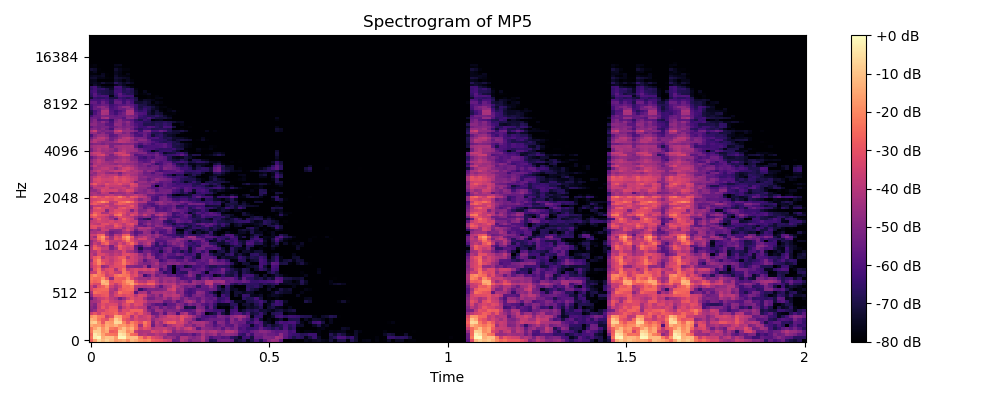 Spectrogram of MP5
16384
8192
4096
2048
1024
512
0
Hz
0
0.5
1
1.5
2
Time
+0 dB
-10 dB
-20 dB
-30 dB
-40 dB
-50 dB
-60 dB
-70 dB
-80 dB